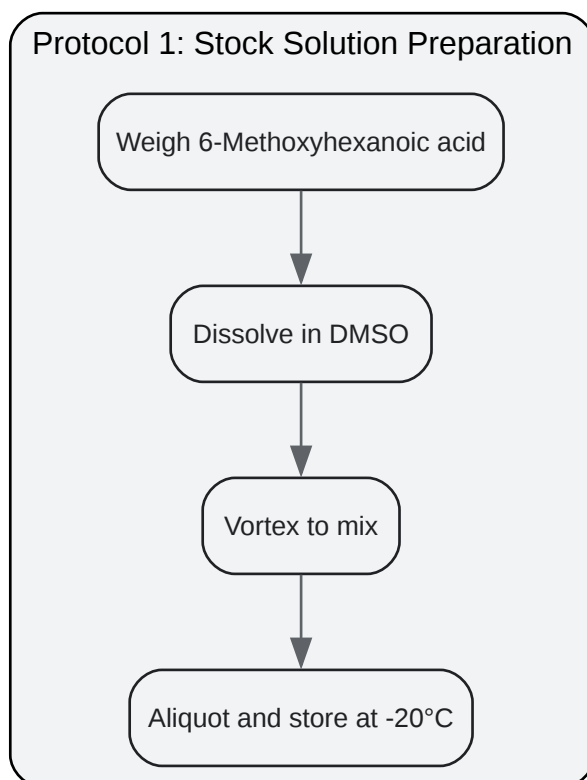 Protocol 1: Stock Solution Preparation
Weigh 6-Methoxyhexanoic acid
Dissolve in DMSO
Vortex to mix
Aliquot and store at -20°C